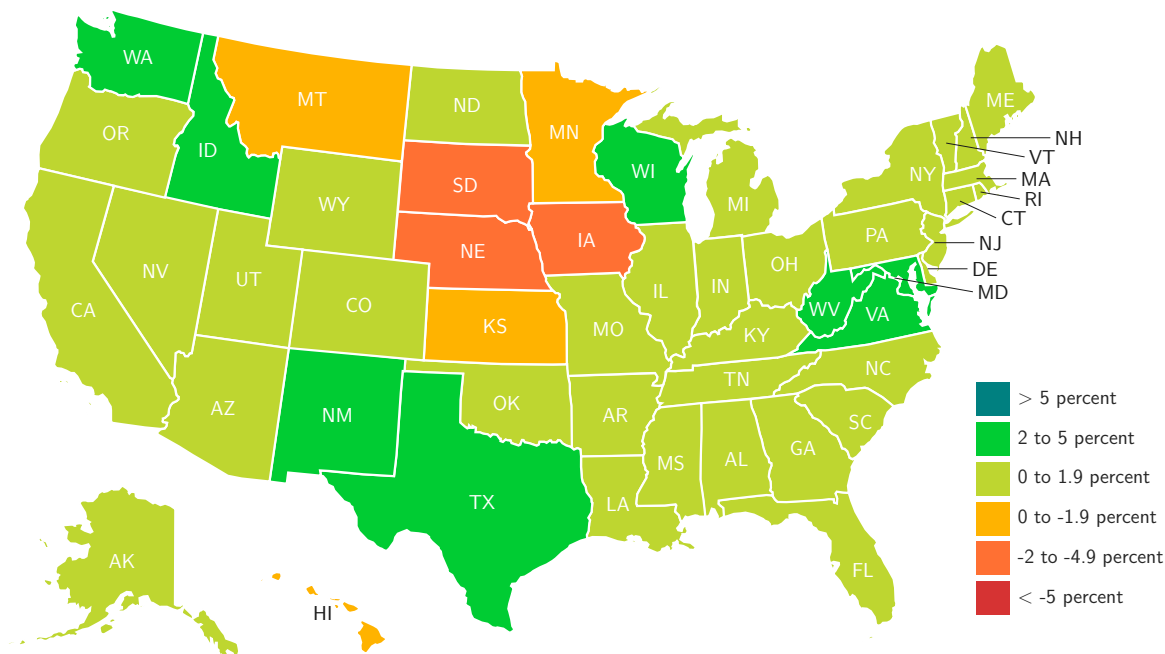 WA
MT
ND
ME
MN
OR
NH
ID
VT
WI
NY
MA
SD
RI
WY
MI
CT
PA
IA
NJ
NE
OH
DE
NV
UT
IN
IL
MD
CO
CA
WV
VA
KS
MO
KY
NC
TN
> 5 percent
OK
AZ
NM
AR
SC
2 to 5 percent
GA
AL
MS
0 to 1.9 percent
TX
LA
0 to -1.9 percent
AK
-2 to -4.9 percent
FL
< -5 percent
HI